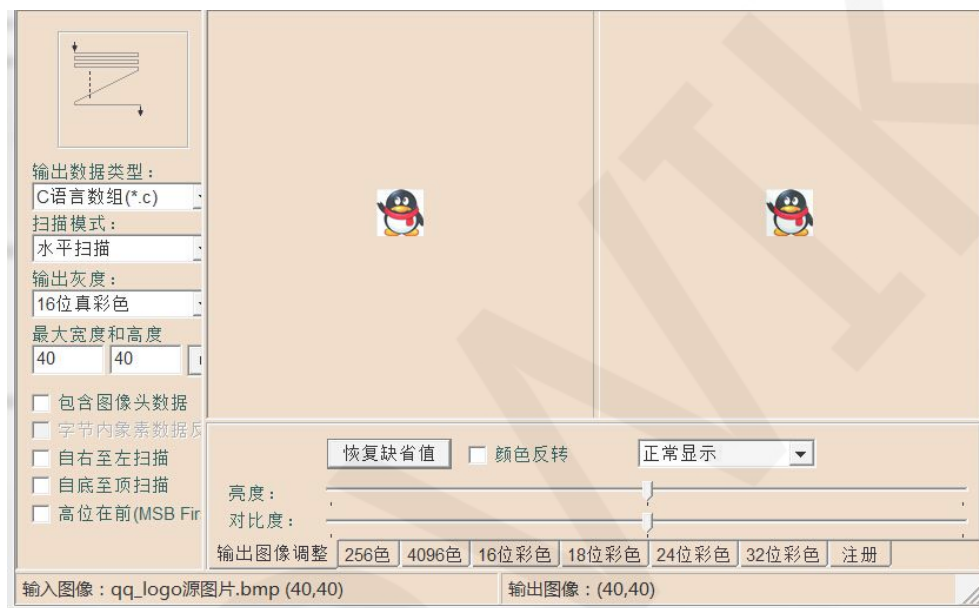 输出数据类型：
C语言数组(*.c)
扫描模式：
水平扫描
输出灰度：
16位真彩色
最大宽度和高度
40 40
包含图像头数据
字节内象素数据反
自右至左扫描
自底至顶扫描
高位在前(MSB Fir
恢复缺省值 颜色反转 正常显示
亮度：
对比度：
输出图像调整 256色 4096色 16位彩色 18位彩色 24位彩色 32位彩色 注册
输入图像：qq_logo源图片.bmp (40,40) 输出图像：(40,40)